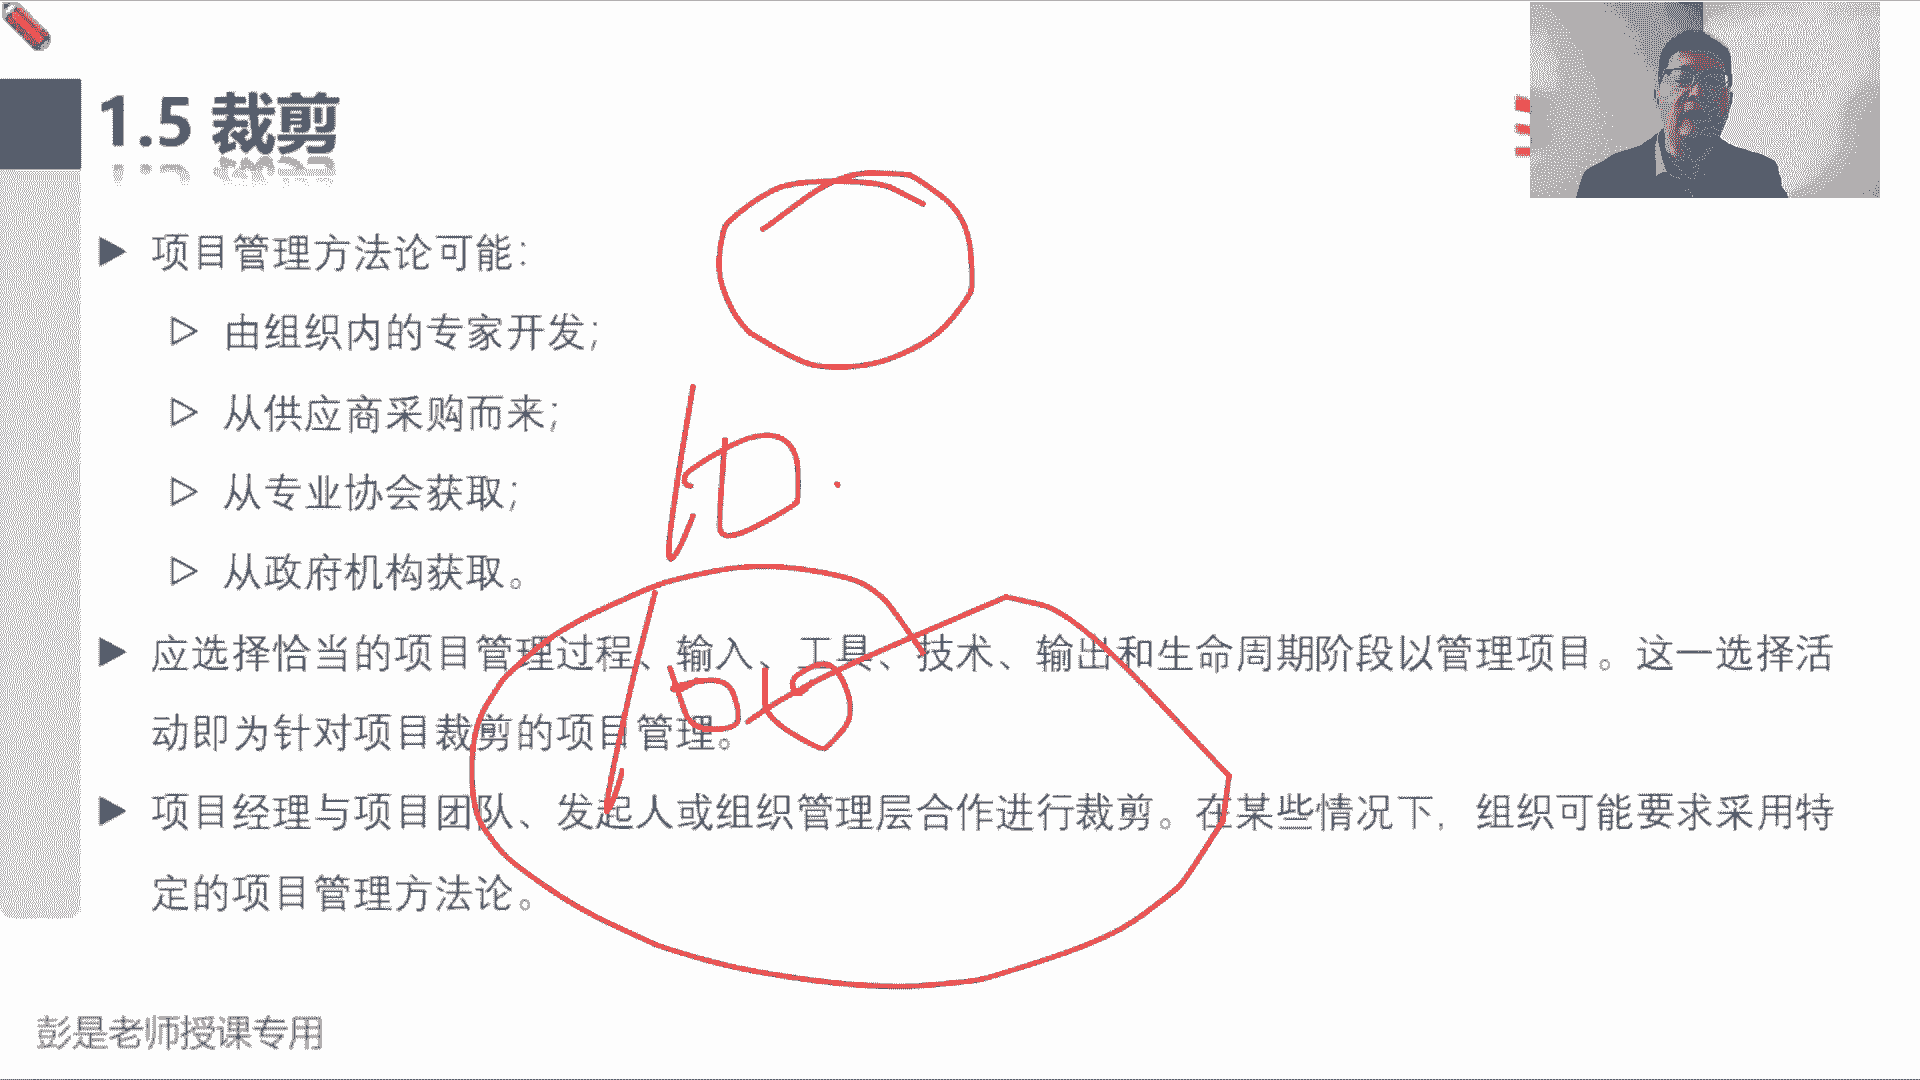 1.5 裁剪
项目管理方法论可能：
由组织内的专家开发；
从供应商采购而来；
从专业协会获取；
从政府机构获取。
应选择恰当的项目管理过程、输入、工具、技术、输出和生命周期阶段以管理项目。这一选择活
动即为针对项目裁剪的项目管理。
项目经理与项目团队、发起人或组织管理层合作进行裁剪。在某些情况下，组织可能要求采用特
定的项目管理方法论。
彭是老师授课专用